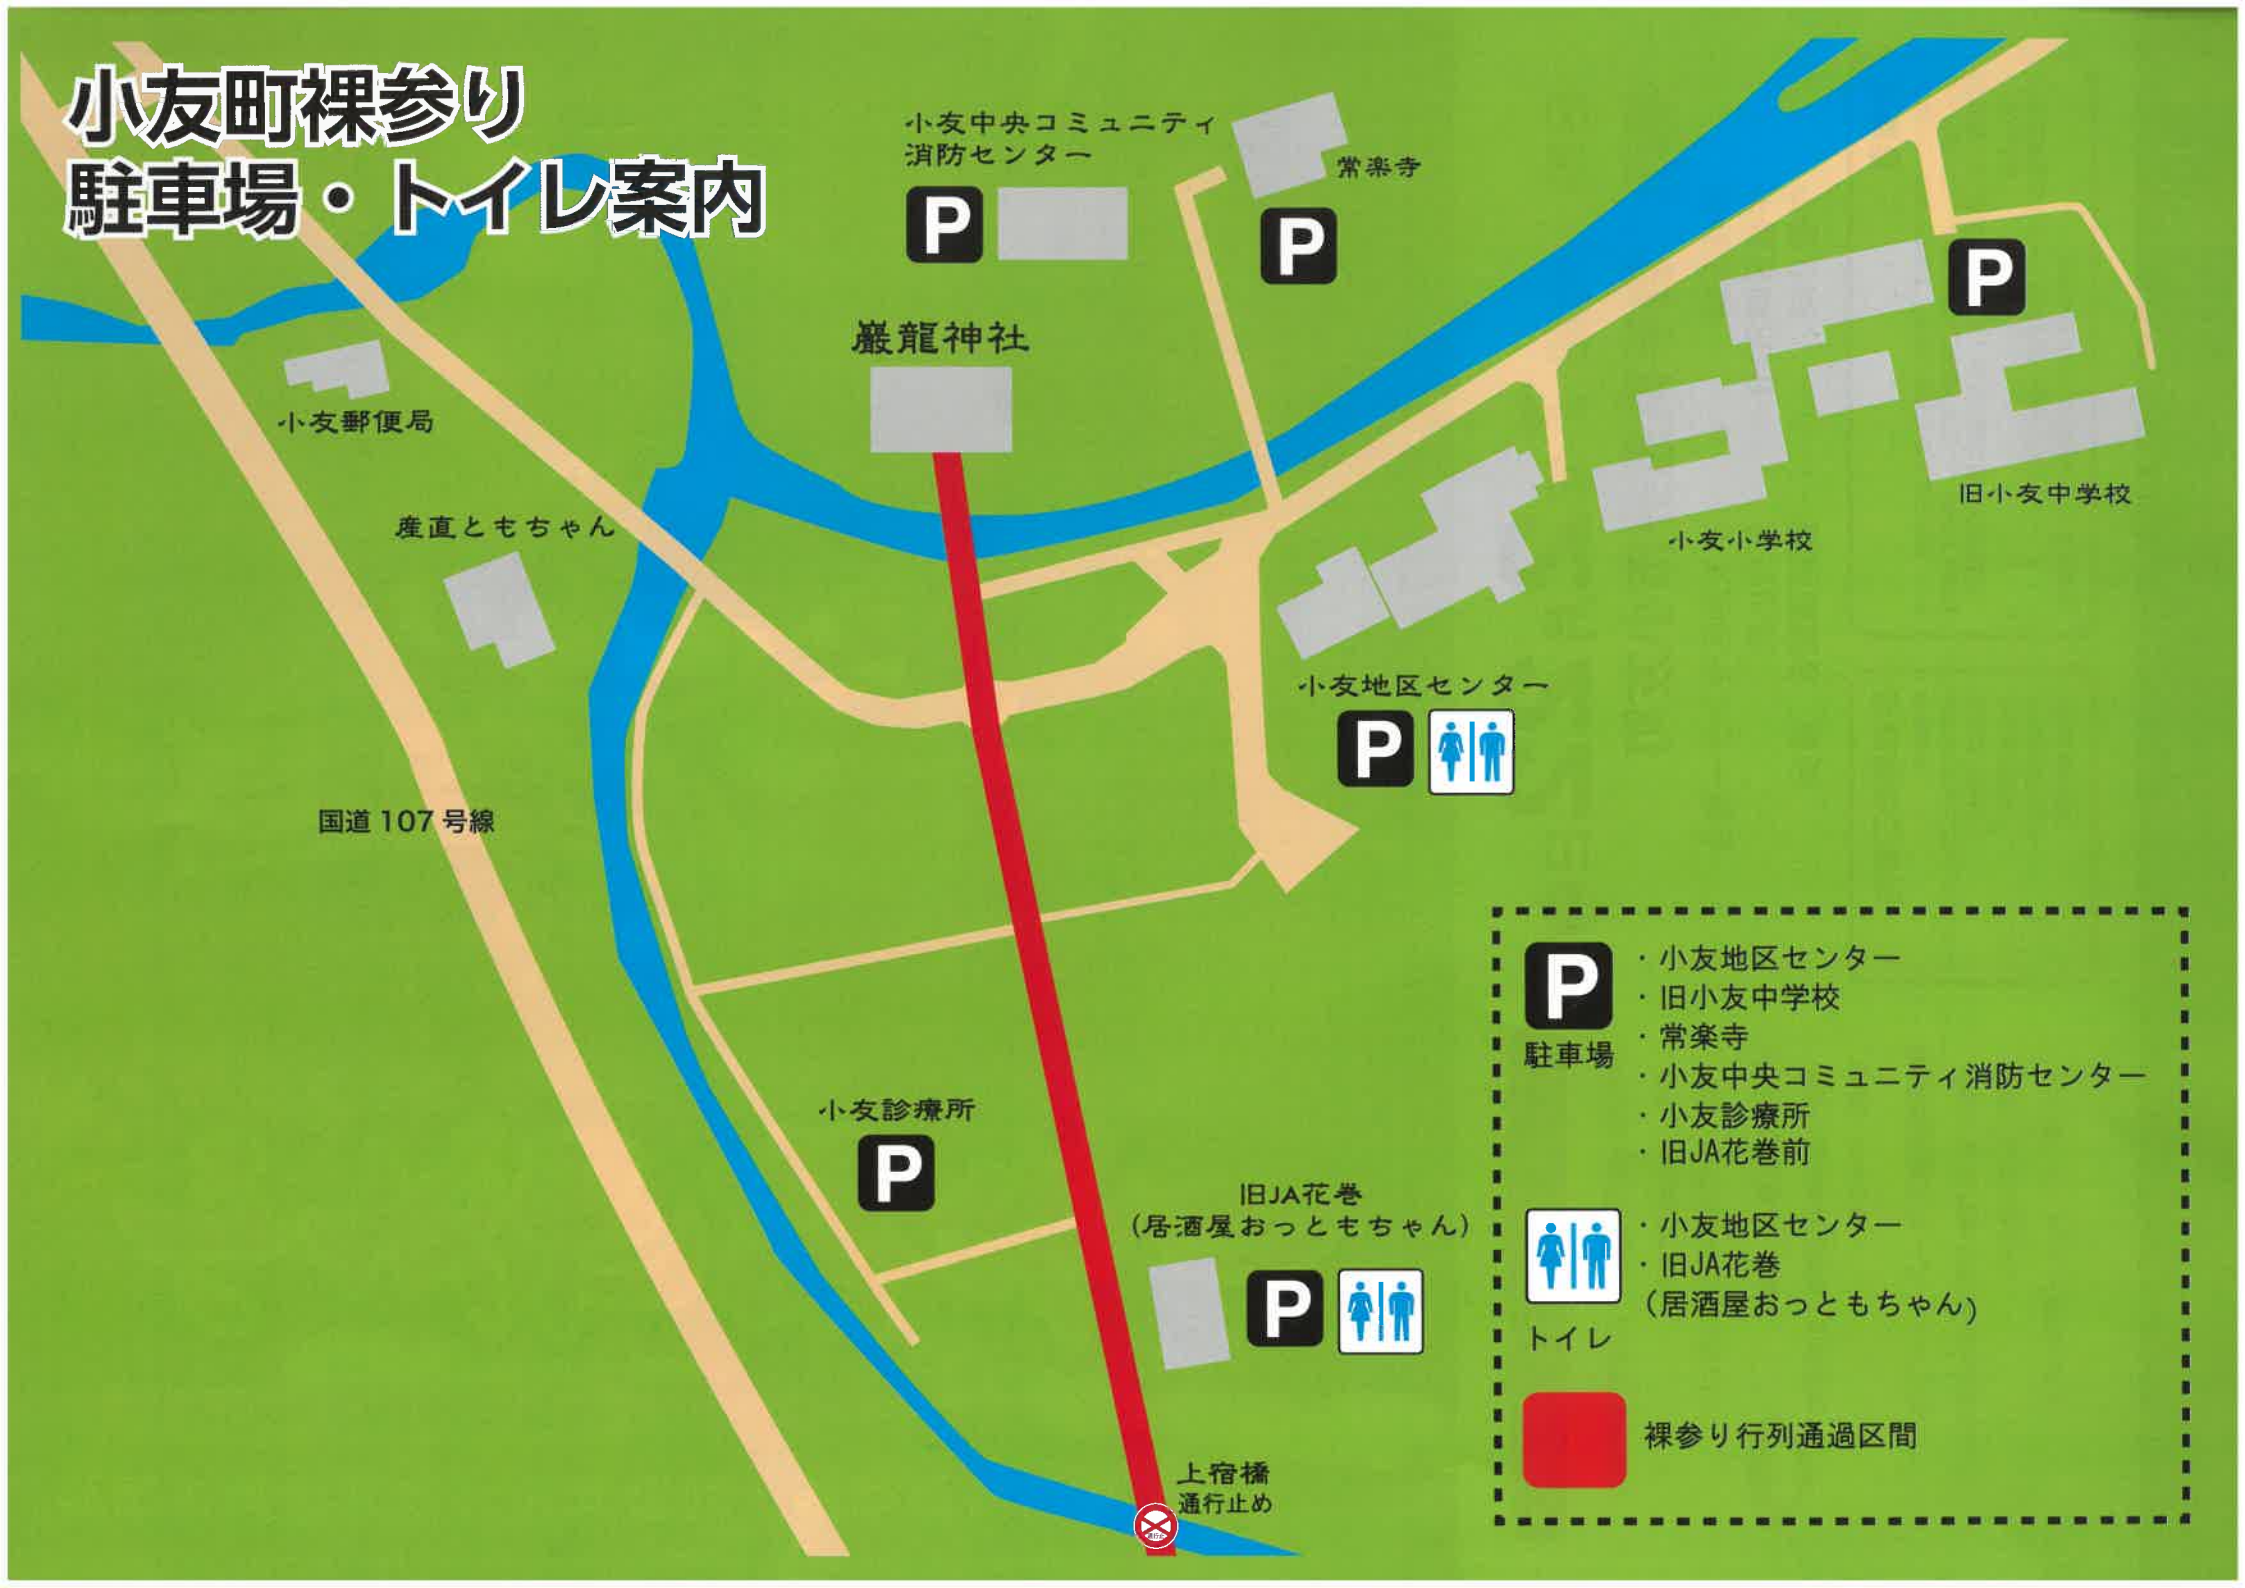 小友町裸参り
駐車場・トイレ案内
小友中央コミュニティ
消防センター
P
常楽寺
P
P
巖龍神社
小友郵便局
産直ともちゃん
旧小友中学校
小友小学校
小友地区センター
P
国道107号線
小友診療所
P
旧JA花巻
(居酒屋おっともちゃん)
P
上宿橋
通行止め
P
駐車場
・小友地区センター
・旧小友中学校
・常楽寺
・小友中央コミュニティ消防センター
・小友診療所
・旧JA花巻前
トイレ
・小友地区センター
・旧JA花巻
(居酒屋おっともちゃん)
裸参り行列通過区間